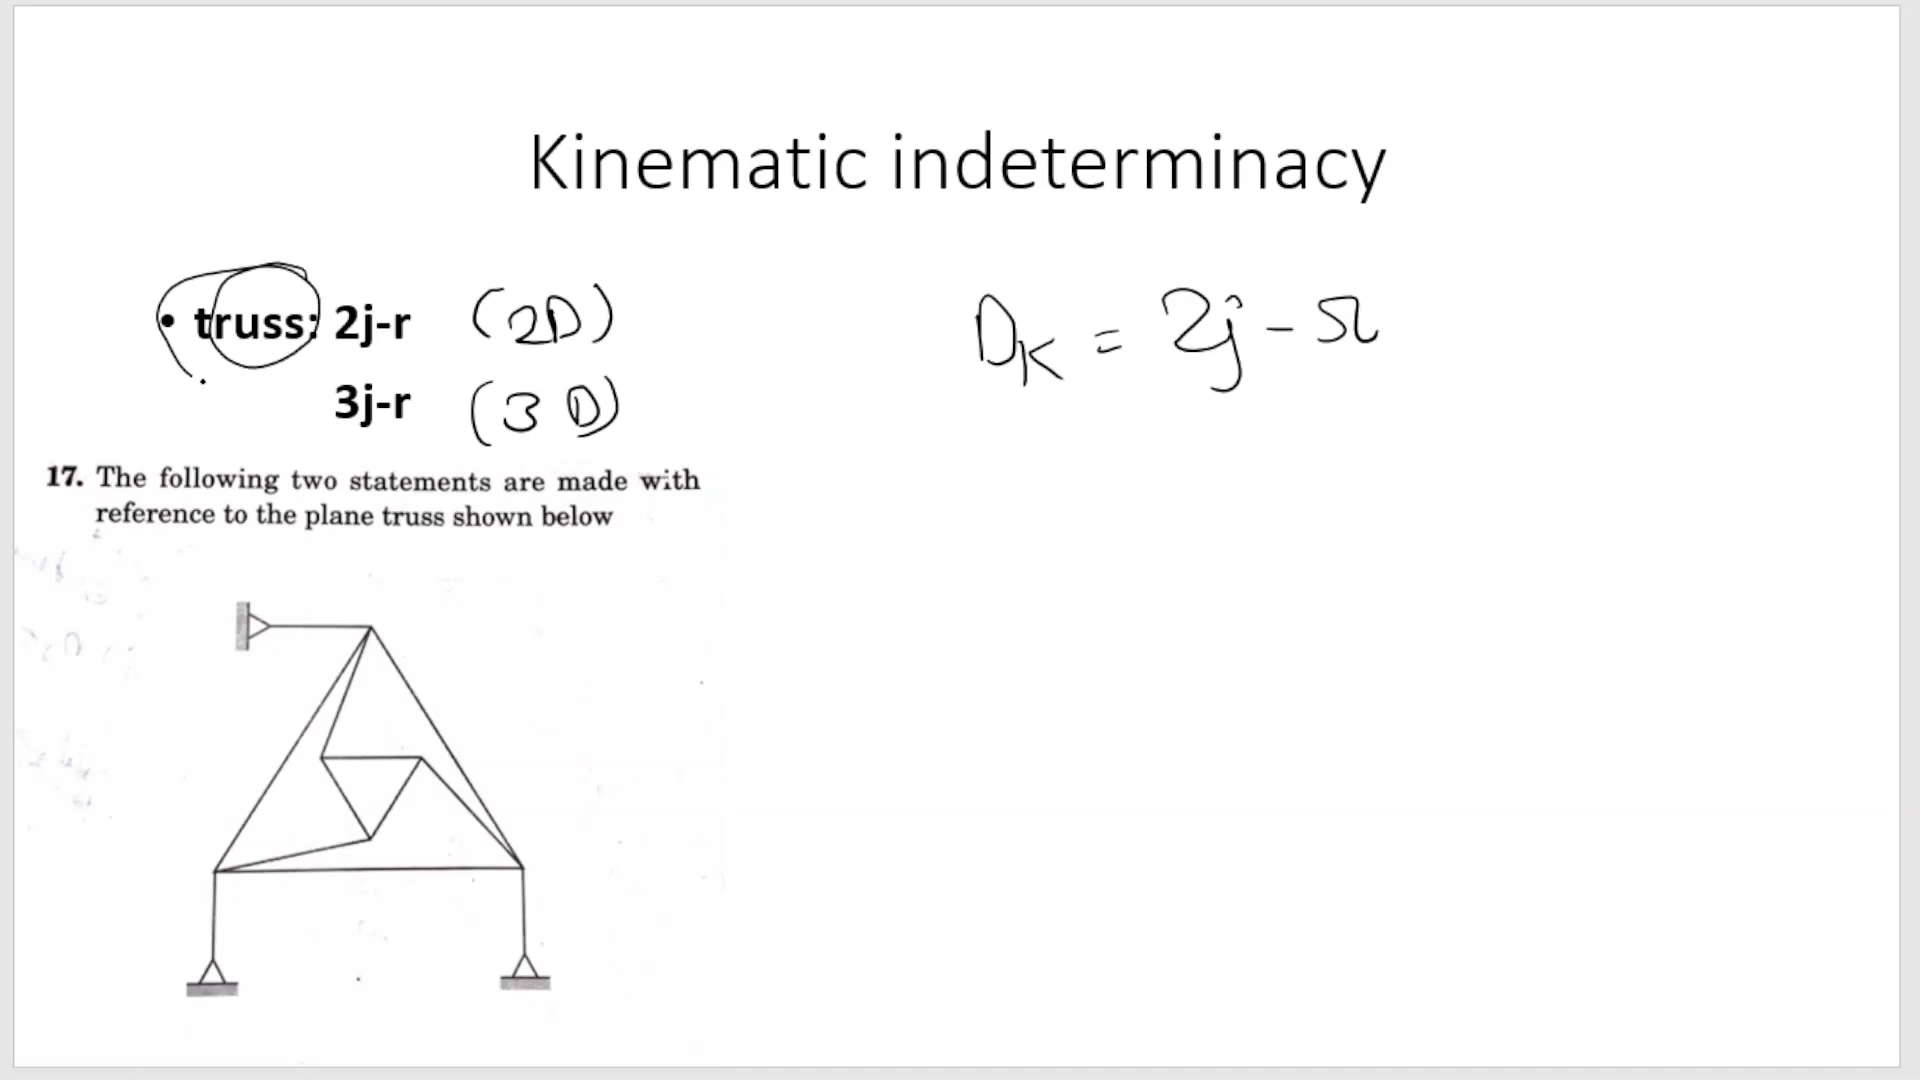 Kinematic indeterminacy
• truss: 2j-r (2D)
3j-r (3D)
DK = 2j - r
17. The following two statements are made with
reference to the plane truss shown below